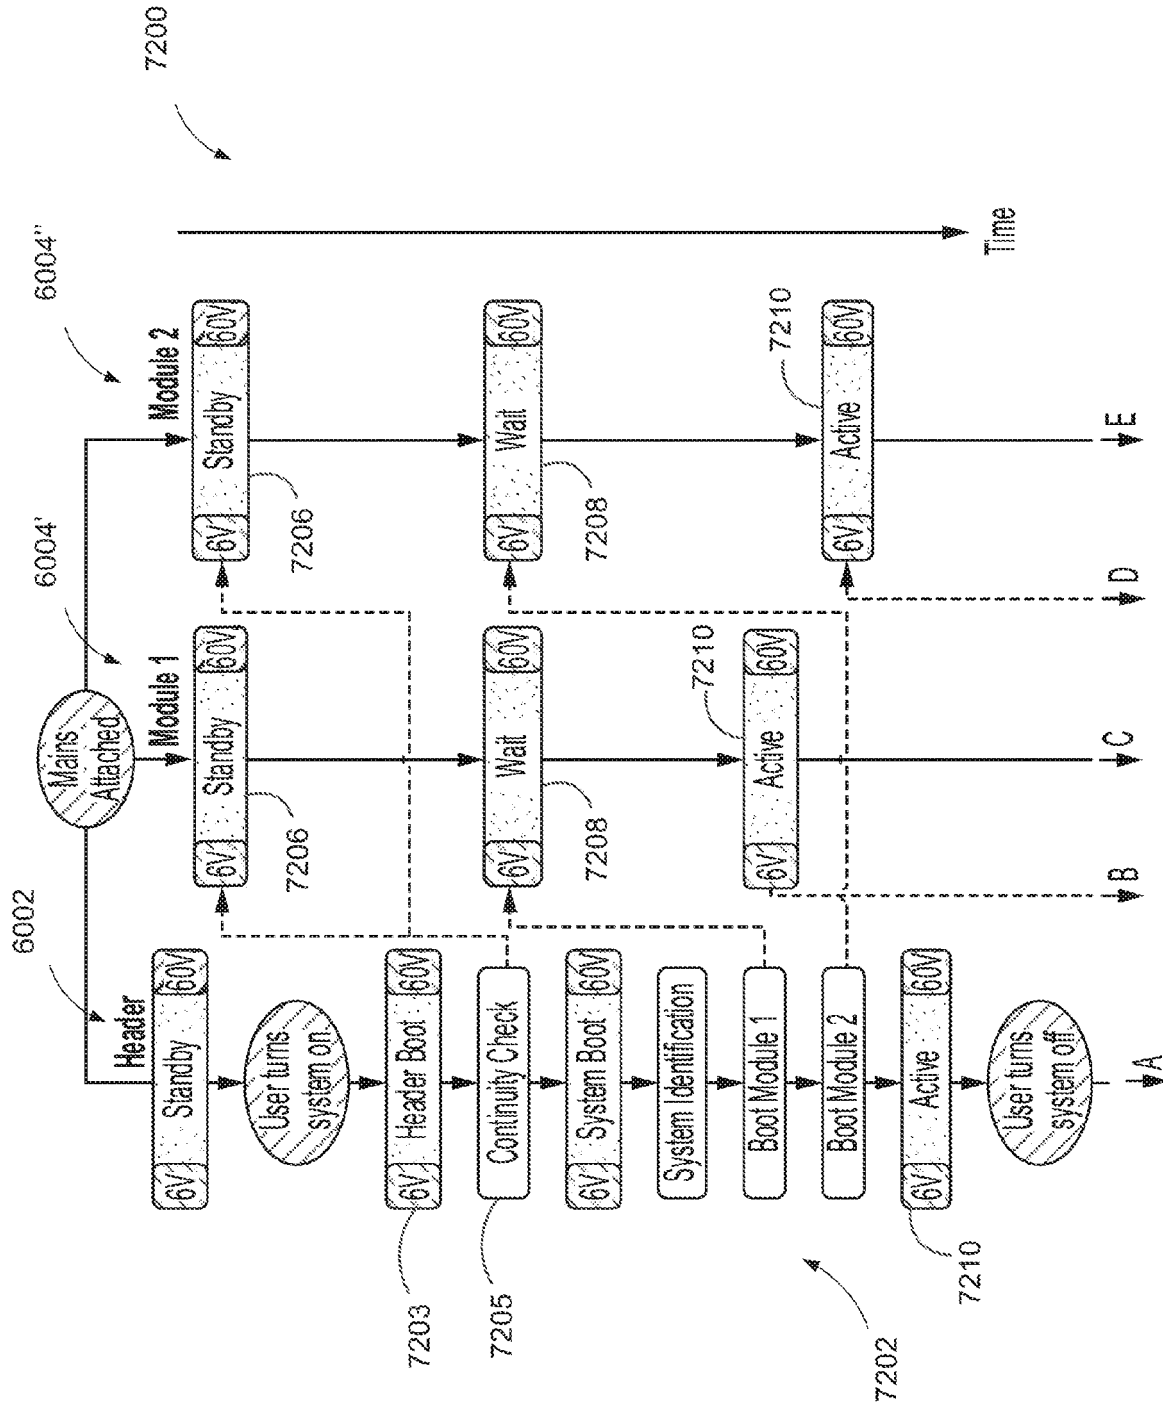 7200
6002
6004'
6004"
Mains
Attached
Header
Module 1
Module 2
6V Standby 60V
6V Standby 60V
6V Standby 60V
7206
7206
User turns
system on
6V Header Boot 60V
7203
Continuity Check
7205
6V Wait 60V
6V Wait 60V
7208
7208
6V System Boot 60V
System Identification
Boot Module 1
6V Active 60V
7210
Boot Module 2
6V Active 60V
7210
6V Active 60V
7210
7202
User turns
system off
Time
A
B
C
D
E